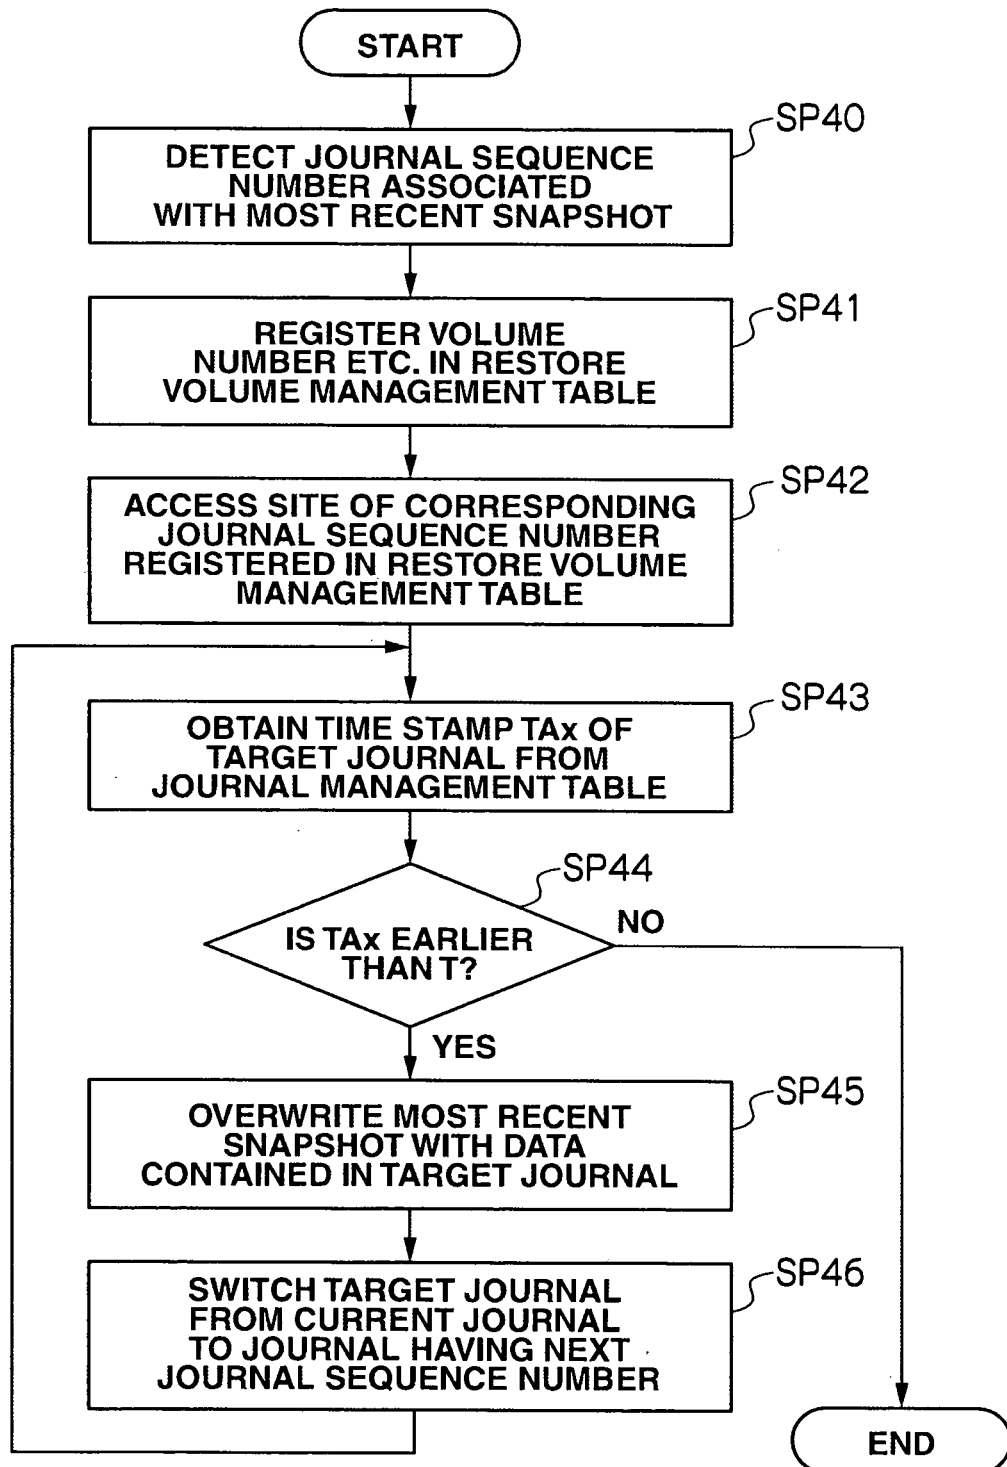 START
SP40
DETECT JOURNAL SEQUENCE
NUMBER ASSOCIATED
WITH MOST RECENT SNAPSHOT
SP41
REGISTER VOLUME
NUMBER ETC. IN RESTORE
VOLUME MANAGEMENT TABLE
SP42
ACCESS SITE OF CORRESPONDING
JOURNAL SEQUENCE NUMBER
REGISTERED IN RESTORE VOLUME
MANAGEMENT TABLE
SP43
OBTAIN TIME STAMP TAx OF
TARGET JOURNAL FROM
JOURNAL MANAGEMENT TABLE
SP44
IS TAx EARLIER
THAN T?
NO
YES
SP45
OVERWRITE MOST RECENT
SNAPSHOT WITH DATA
CONTAINED IN TARGET JOURNAL
SP46
SWITCH TARGET JOURNAL
FROM CURRENT JOURNAL
TO JOURNAL HAVING NEXT
JOURNAL SEQUENCE NUMBER
END